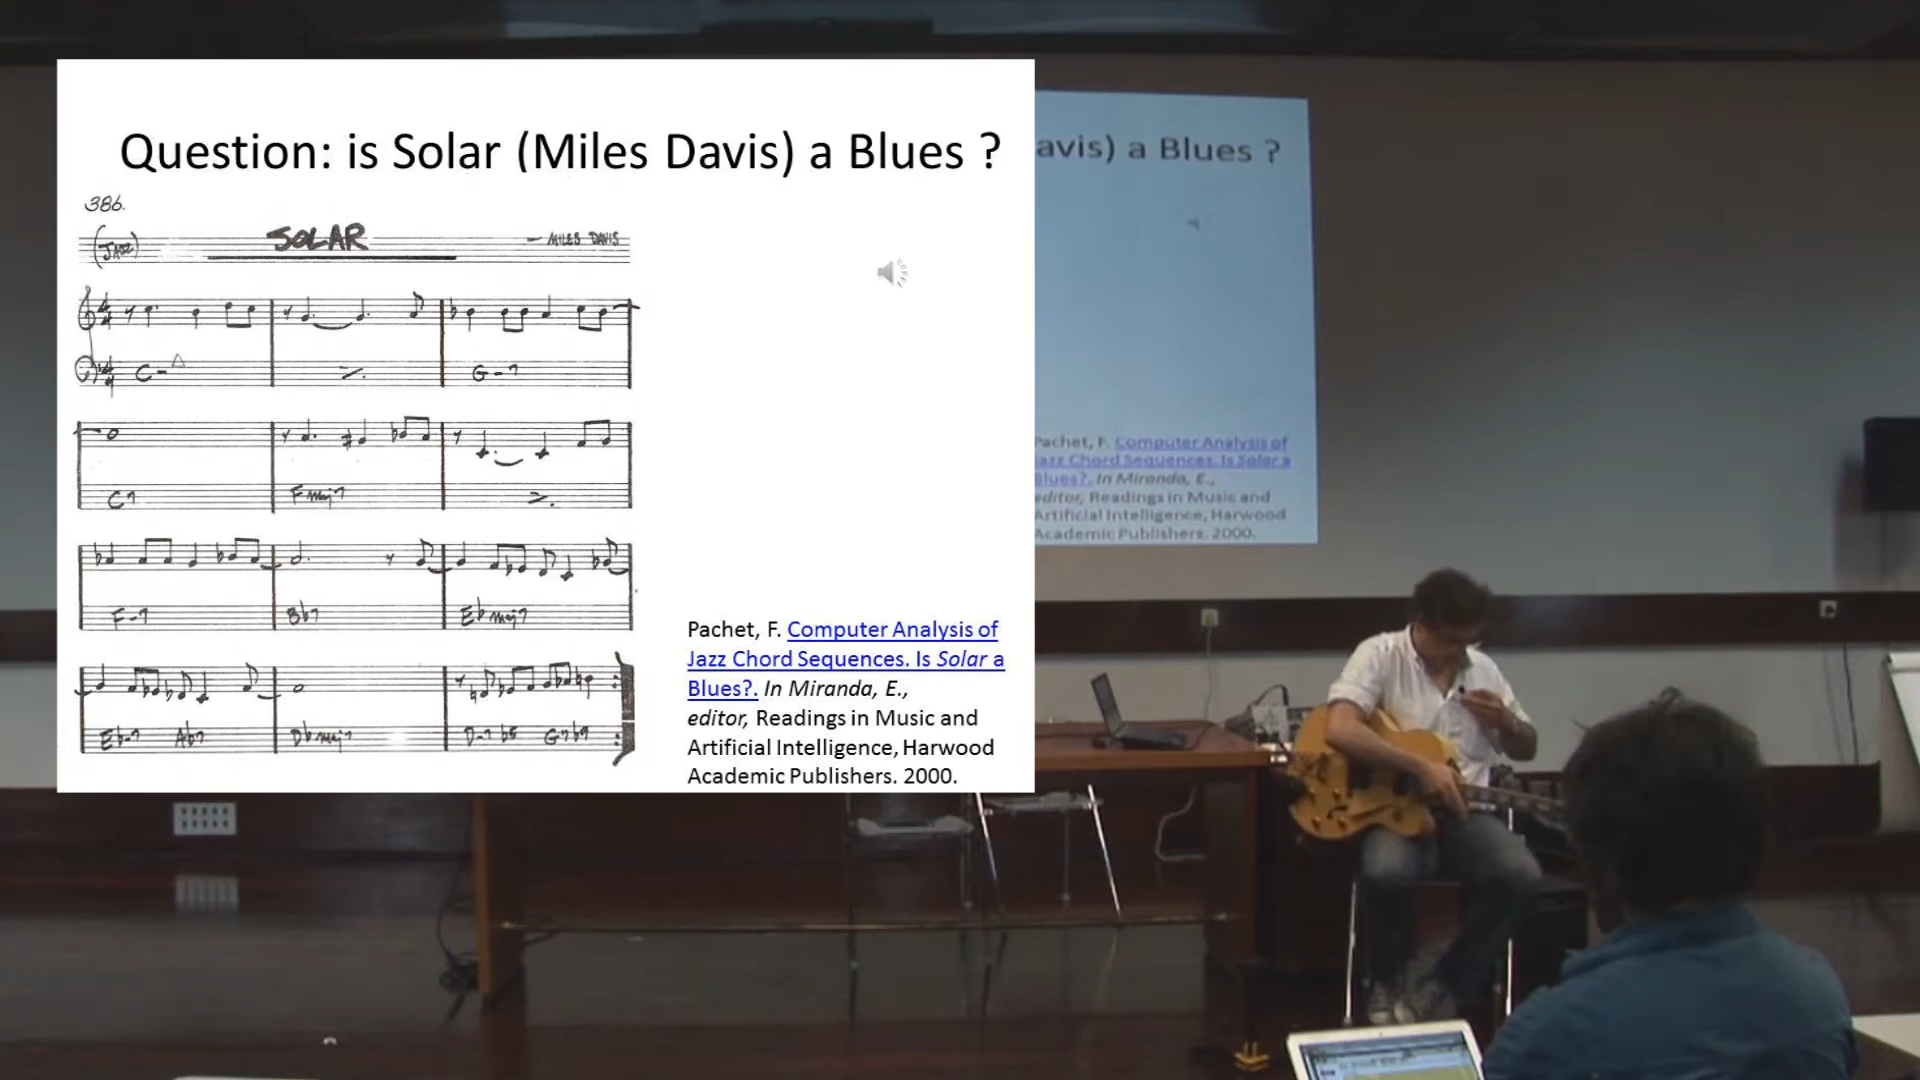 Question: is Solar (Miles Davis) a Blues ?
386.
(JAZZ) SOLAR — MILES DAVIS
C-△ ٪ G-7
C7 Fmaj7 ٪
F-7 Bb7 Ebmaj7
Eb-7 Ab7 Dbmaj7 D-7b5 G7b9
Pachet, F. Computer Analysis of
Jazz Chord Sequences. Is Solar a
Blues?. In Miranda, E.,
editor, Readings in Music and
Artificial Intelligence, Harwood
Academic Publishers. 2000.
avis) a Blues ?
Pachet, F. Computer Analysis of
Jazz Chord Sequences. Is Solar a
Blues?. In Miranda, E.,
editor, Readings in Music and
Artificial Intelligence, Harwood
Academic Publishers. 2000.